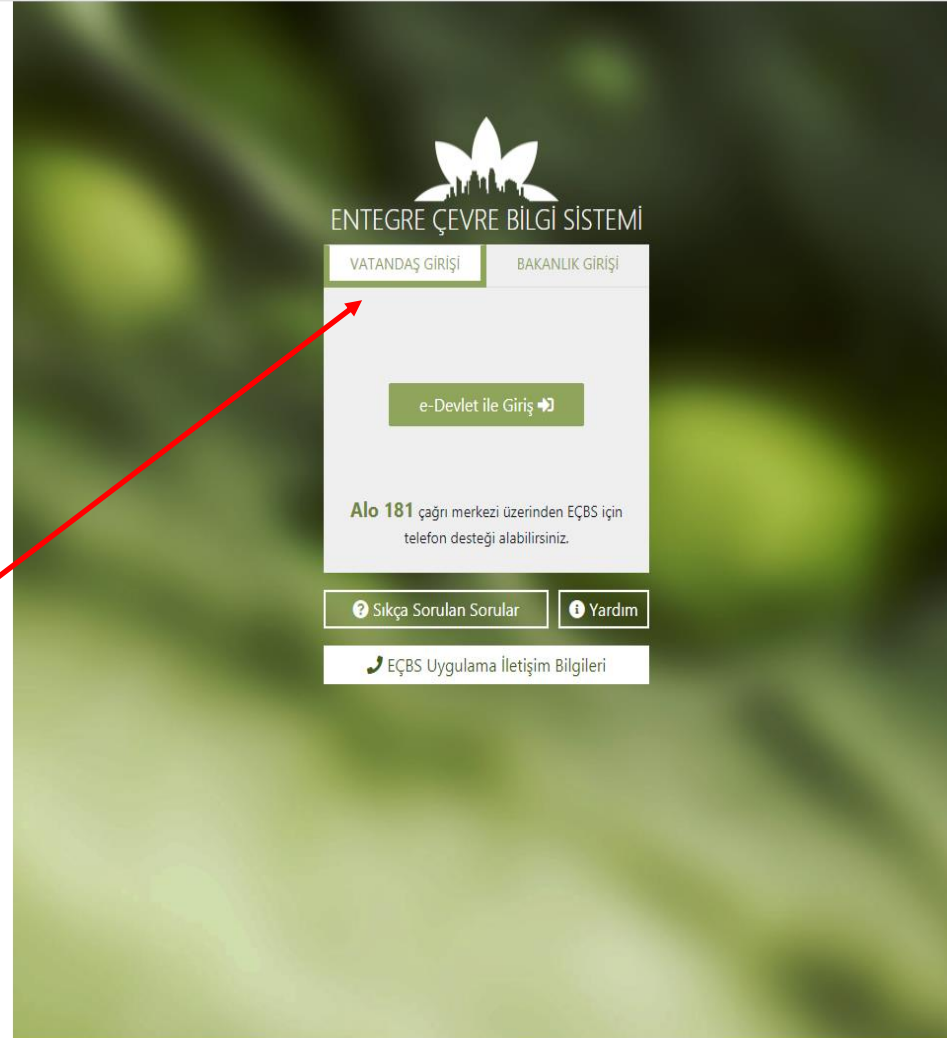 ENTEGRE ÇEVRE BİLGİ SİSTEMİ
VATANDAŞ GİRİŞİ BAKANLIK GİRİŞİ
e-Devlet ile Giriş
Alo 181 çağrı merkezi üzerinden EÇBS için
telefon desteği alabilirsiniz.
Sıkça Sorulan Sorular Yardım
EÇBS Uygulama İletişim Bilgileri